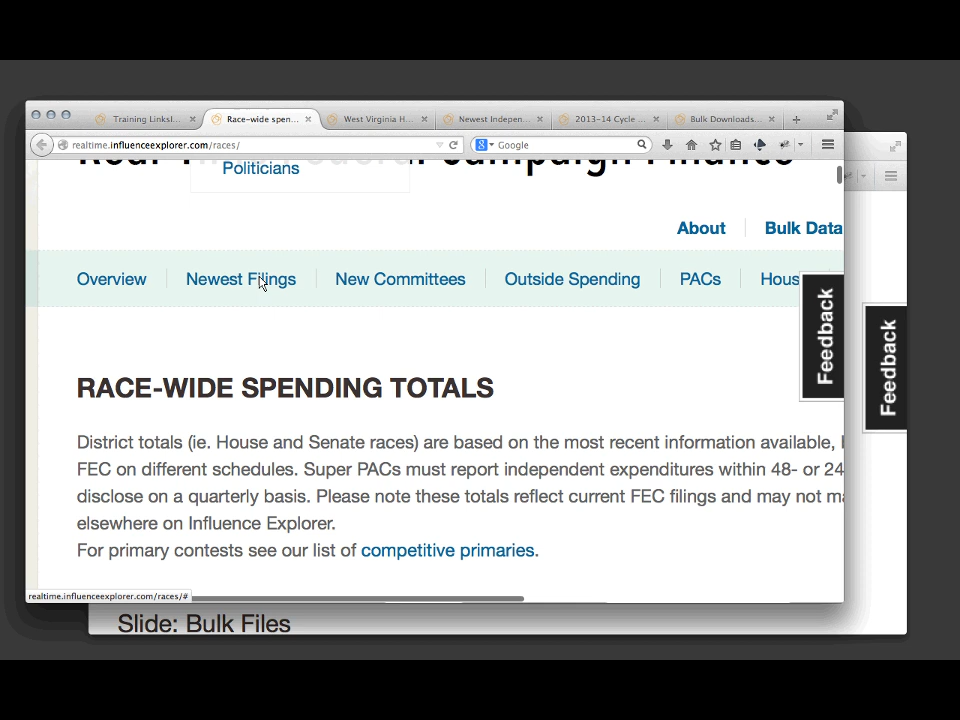 Training Linksl...
Race-wide spen...
West Virginia H...
Newest Indepen...
2013-14 Cycle ...
Bulk Downloads...
realtime.influenceexplorer.com/races/
Google
Campaign Finance
Politicians
About
Bulk Data
Overview
Newest Filings
New Committees
Outside Spending
PACs
Hous
Feedback
Feedback
RACE-WIDE SPENDING TOTALS
District totals (ie. House and Senate races) are based on the most recent information available,
FEC on different schedules. Super PACs must report independent expenditures within 48- or 24
disclose on a quarterly basis. Please note these totals reflect current FEC filings and may not ma
elsewhere on Influence Explorer.
For primary contests see our list of competitive primaries.
realtime.influenceexplorer.com/races/#
Slide: Bulk Files